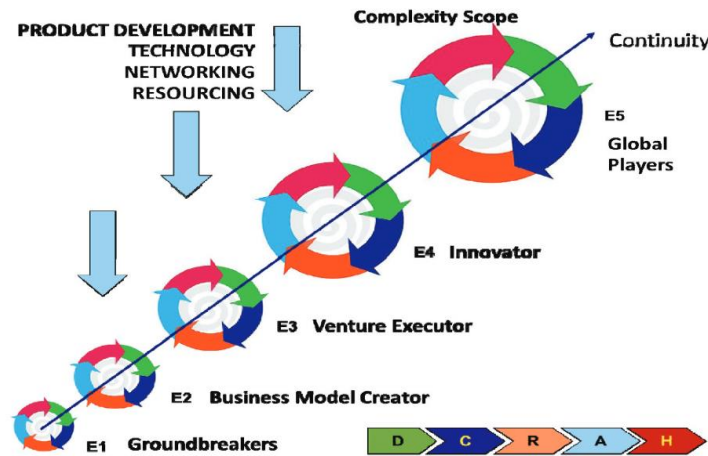 PRODUCT DEVELOPMENT
TECHNOLOGY
NETWORKING
RESOURCING
Complexity Scope
Continuity
E5
Global
Players
E4 Innovator
E3 Venture Executor
E2 Business Model Creator
E1 Groundbreakers
D C R A H